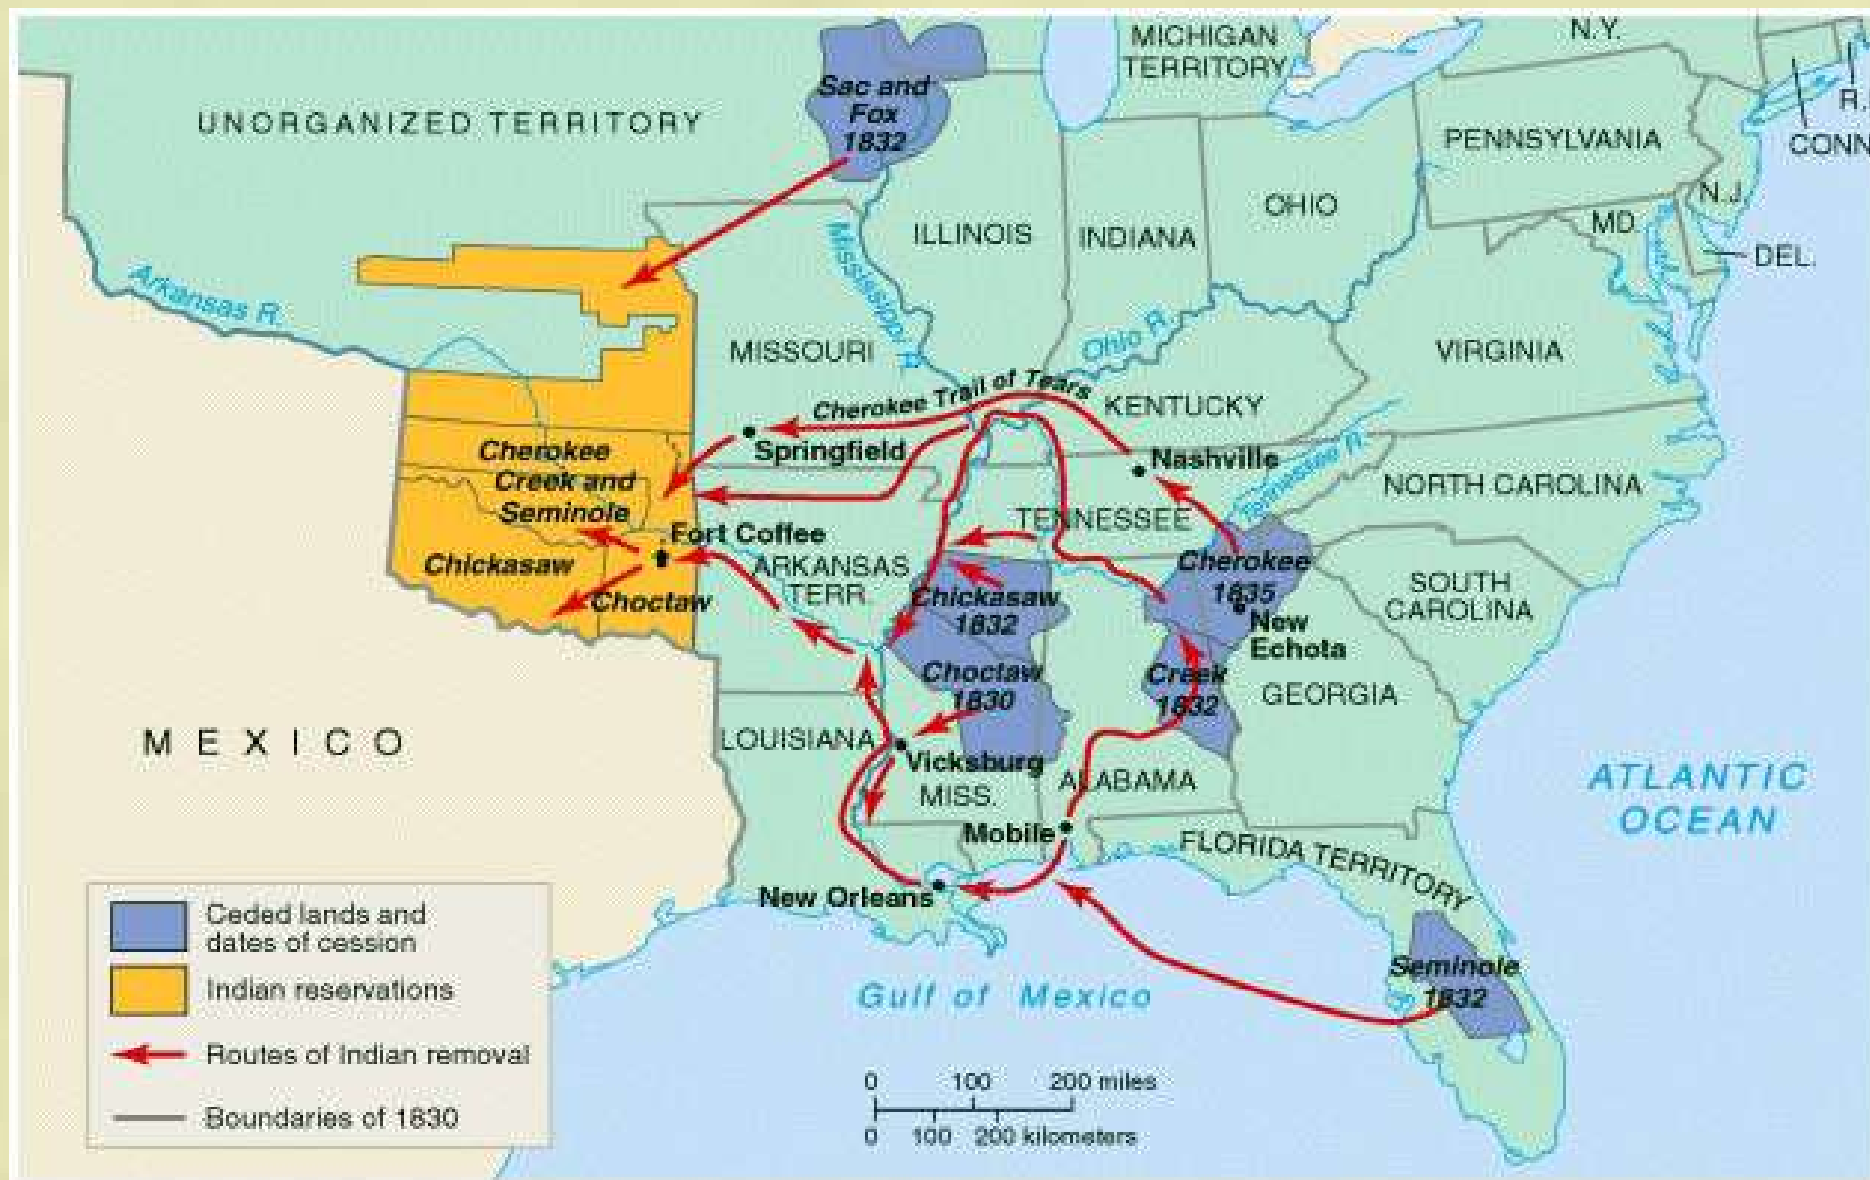 MICHIGAN
TERRITORY
N.Y.
Sac and
Fox
1832
UNORGANIZED TERRITORY
PENNSYLVANIA
R.
CONN
N.J.
ILLINOIS
INDIANA
OHIO
MD.
DEL.
Mississippi R.
Arkansas R.
MISSOURI
Ohio R.
VIRGINIA
Cherokee Trail of Tears
KENTUCKY
Springfield
Nashville
Tennessee R.
NORTH CAROLINA
Cherokee
Creek and
Seminole
Fort Coffee
TENNESSEE
Chickasaw
Choctaw
ARKANSAS
TERR.
Cherokee
1835
New
Echota
SOUTH
CAROLINA
Chickasaw
1832
Choctaw
1830
Creek
1832
GEORGIA
MEXICO
LOUISIANA
Vicksburg
MISS.
ALABAMA
ATLANTIC
OCEAN
Mobile
FLORIDA TERRITORY
New Orleans
Seminole
1832
Gulf of Mexico
Ceded lands and
dates of cession
Indian reservations
Routes of Indian removal
Boundaries of 1830
0 100 200 miles
0 100 200 kilometers